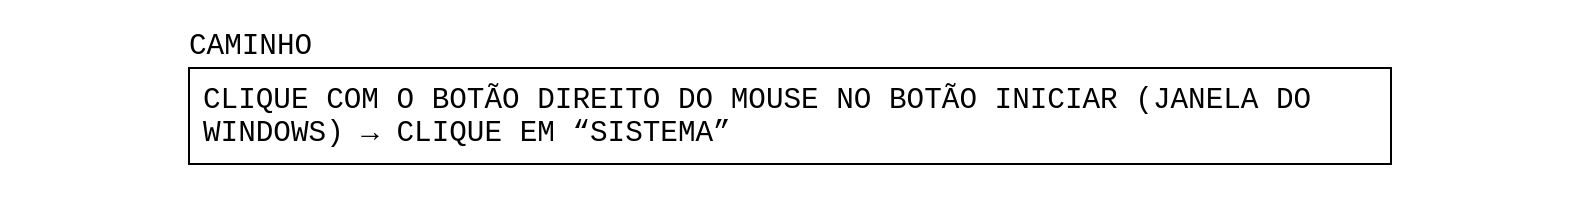 CAMINHO
CLIQUE COM O BOTÃO DIREITO DO MOUSE NO BOTÃO INICIAR (JANELA DO
WINDOWS) → CLIQUE EM “SISTEMA”